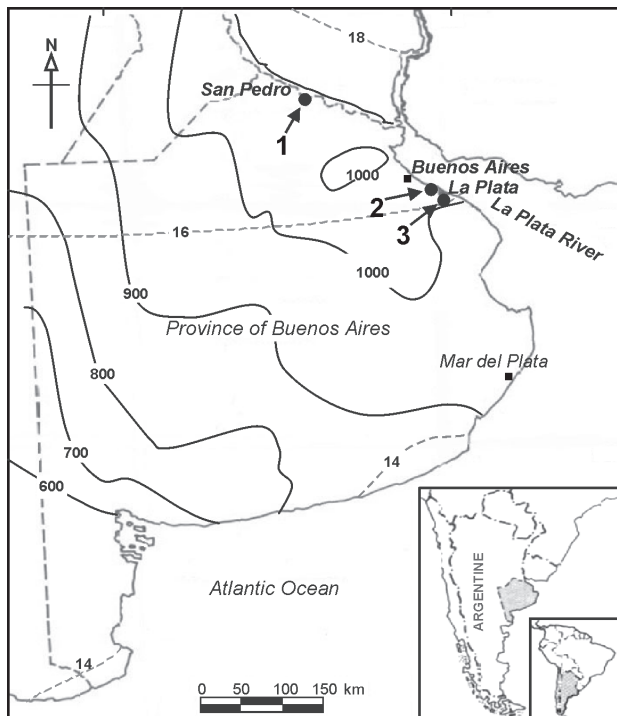 N
18
San Pedro
1
1000
Buenos Aires
La Plata
2
3
La Plata River
16
1000
900
Province of Buenos Aires
Mar del Plata
800
700
14
600
ARGENTINE
Atlantic Ocean
14
0 50 100 150 km